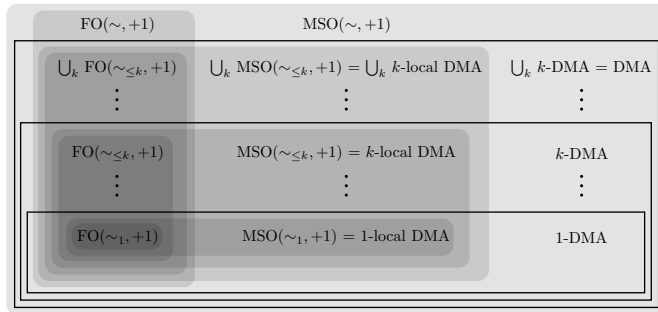 FO(∼, +1) MSO(∼, +1)
⋃ₖ FO(∼≤ₖ, +1) ⋃ₖ MSO(∼≤ₖ, +1) = ⋃ₖ k-local DMA ⋃ₖ k-DMA = DMA
⋮ ⋮ ⋮
FO(∼≤ₖ, +1) MSO(∼≤ₖ, +1) = k-local DMA k-DMA
⋮ ⋮ ⋮
FO(∼₁, +1) MSO(∼₁, +1) = 1-local DMA 1-DMA